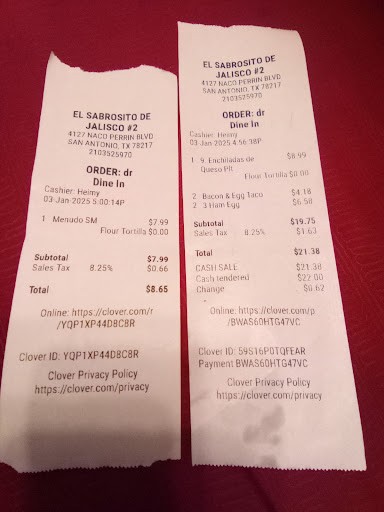 EL SABROSITO DE
JALISCO #2
4127 NACO PERRIN BLVD
SAN ANTONIO, TX 78217
2103525970
ORDER: dr
Dine In
Cashier: Heimy
03 Jan 2025 5:00:14P
1 Menudo SM $7.99
Flour Tortilla $0.00
Subtotal $7.99
Sales Tax 8.25% $0.66
Total $8.65
Online: https://clover.com/r
/YQP1XP44D8C8R
Clover ID: YQP1XP44D8C8R
Clover Privacy Policy
https://clover.com/privacy
EL SABROSITO DE
JALISCO #2
4127 NACO PERRIN BLVD
SAN ANTONIO, TX 78217
2103525970
ORDER: dr
Dine In
Cashier: Heimy
03 Jan 2025 4:56:38P
1 9. Enchiladas de $8.99
Queso Plt
Flour Tortilla $0.00
2 Bacon & Egg Taco $4.18
2 3 Ham Egg $6.58
Subtotal $19.75
Sales Tax 8.25% $1.63
Total $21.38
CASH SALE $21.38
Cash tendered $22.00
Change $0.62
Online: https://clover.com/p
/BWAS60HTG47VC
Clover ID: 59S16P0TQFEAR
Payment BWAS60HTG47VC
Clover Privacy Policy
https://clover.com/privacy